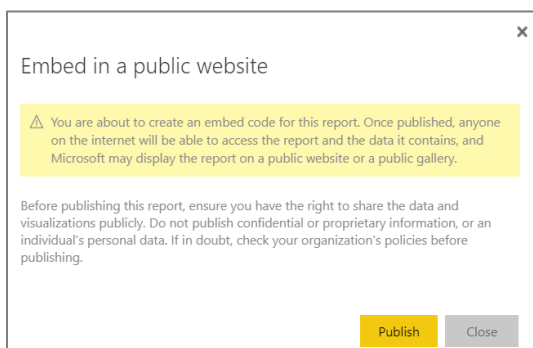 Embed in a public website
You are about to create an embed code for this report. Once published, anyone
on the internet will be able to access the report and the data it contains, and
Microsoft may display the report on a public website or a public gallery.
Before publishing this report, ensure you have the right to share the data and
visualizations publicly. Do not publish confidential or proprietary information, or an
individual's personal data. If in doubt, check your organization's policies before
publishing.
Publish Close